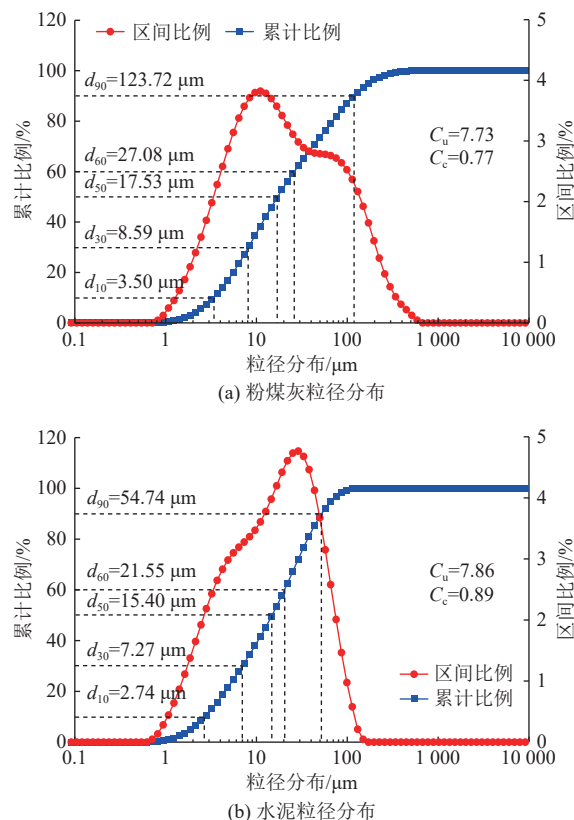 区间比例 累计比例
120
100
80
60
40
20
0
累计比例/%
d90=123.72 μm
d60=27.08 μm
d50=17.53 μm
d30=8.59 μm
d10=3.50 μm
Cu=7.73
Cc=0.77
5
4
3
2
1
0
区间比例/%
0.1 1 10 100 1 000 10 000
粒径分布/μm
(a) 粉煤灰粒径分布
120
100
80
60
40
20
0
累计比例/%
d90=54.74 μm
d60=21.55 μm
d50=15.40 μm
d30=7.27 μm
d10=2.74 μm
Cu=7.86
Cc=0.89
区间比例
累计比例
5
4
3
2
1
0
区间比例/%
0.1 1 10 100 1 000 10 000
粒径分布/μm
(b) 水泥粒径分布